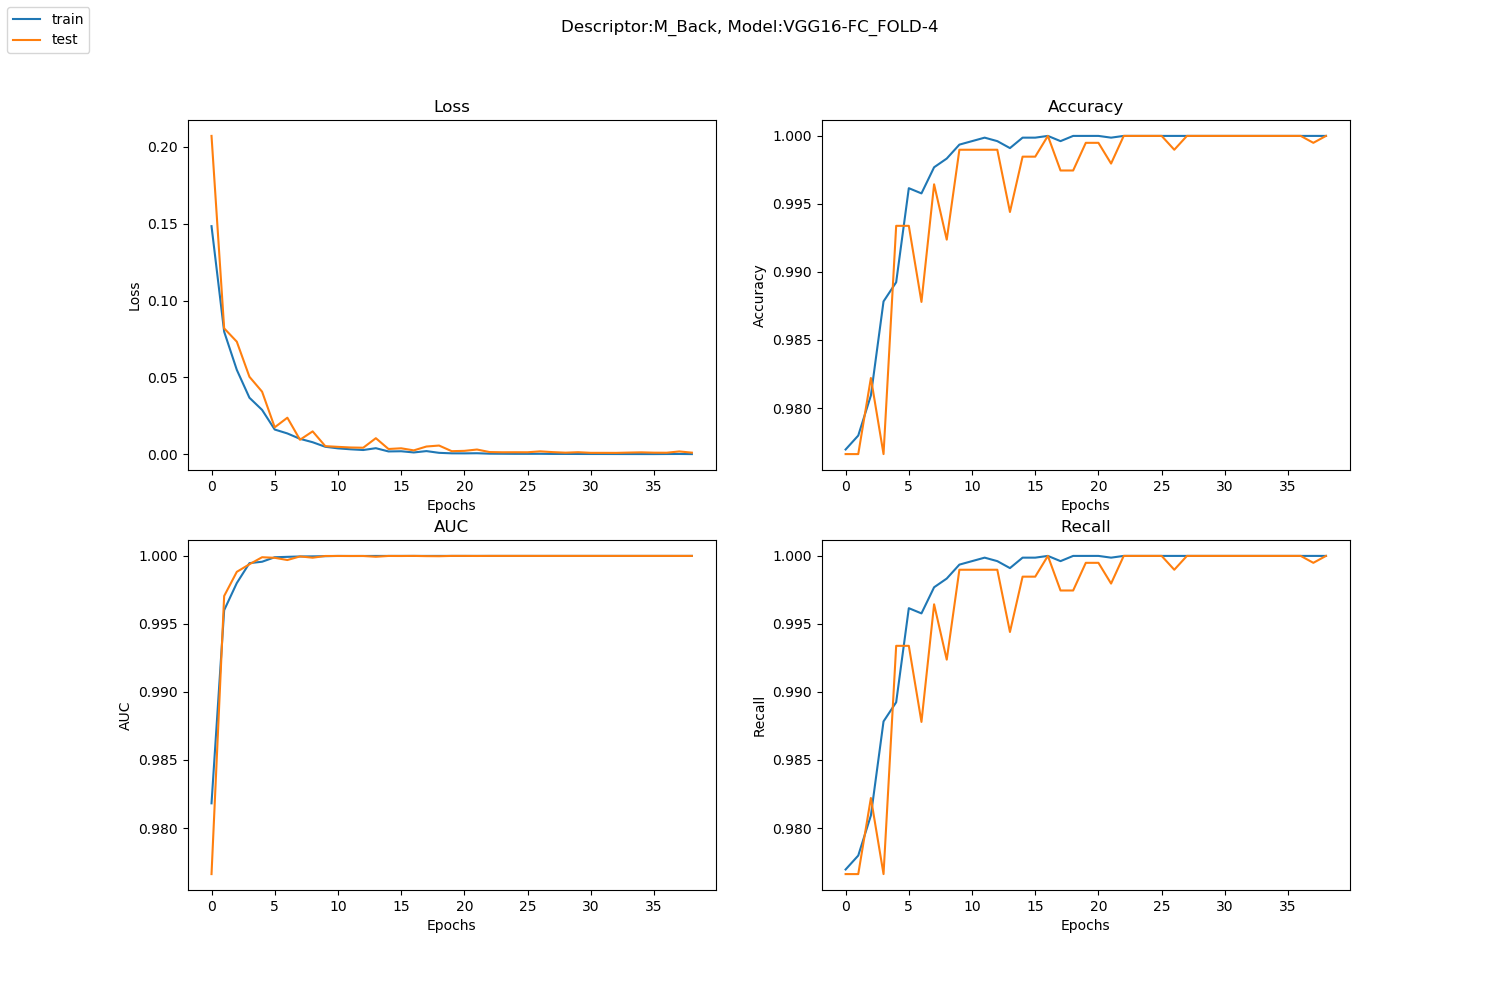 train
test
Descriptor:M_Back, Model:VGG16-FC_FOLD-4
Loss
0.20
0.15
0.10
0.05
0.00
Loss
0 5 10 15 20 25 30 35
Epochs
Accuracy
1.000
0.995
0.990
0.985
0.980
Accuracy
0 5 10 15 20 25 30 35
Epochs
AUC
1.000
0.995
0.990
0.985
0.980
AUC
0 5 10 15 20 25 30 35
Epochs
Recall
1.000
0.995
0.990
0.985
0.980
Recall
0 5 10 15 20 25 30 35
Epochs